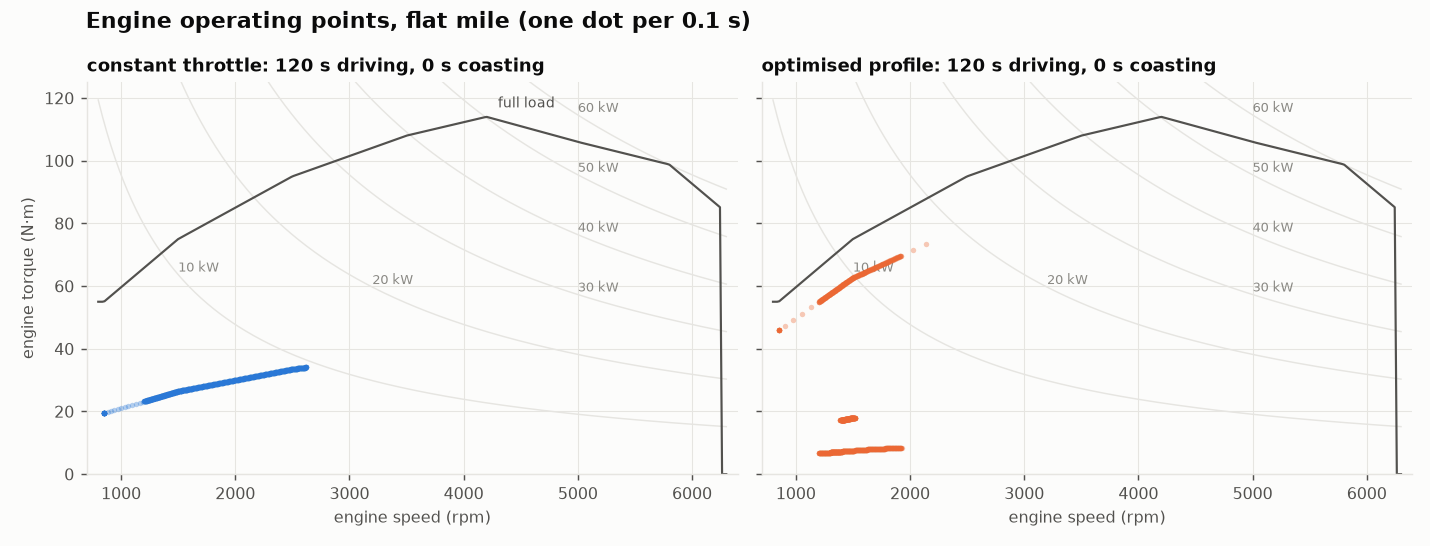 Engine operating points, flat mile (one dot per 0.1 s)
constant throttle: 120 s driving, 0 s coasting
engine torque (N·m)
120
100
80
60
40
20
0
full load
60 kW
50 kW
40 kW
30 kW
20 kW
10 kW
1000 2000 3000 4000 5000 6000
engine speed (rpm)
optimised profile: 120 s driving, 0 s coasting
60 kW
50 kW
40 kW
30 kW
20 kW
10 kW
1000 2000 3000 4000 5000 6000
engine speed (rpm)